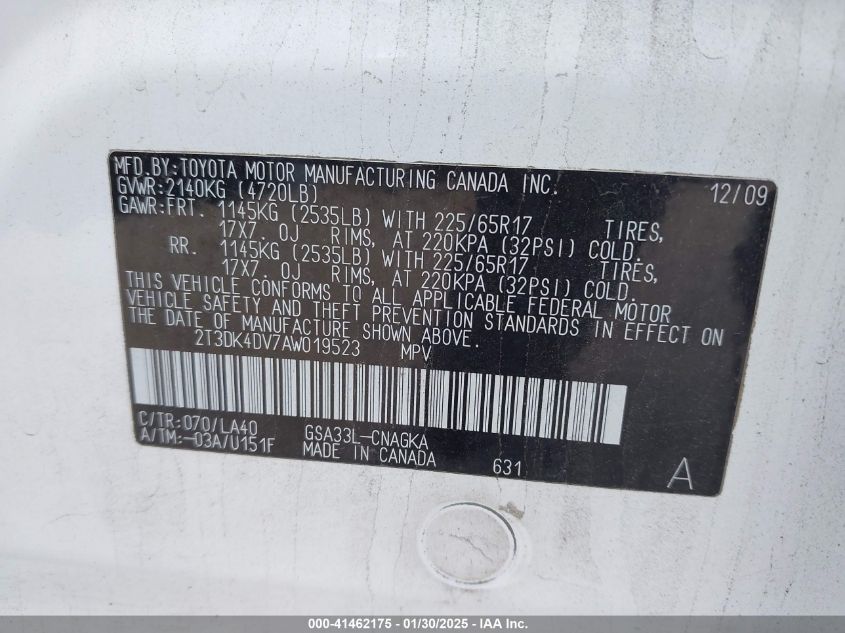 MFD.BY:TOYOTA MOTOR MANUFACTURING CANADA INC. 12/09
GVWR:2140KG (4720LB)
GAWR:FRT. 1145KG (2535LB) WITH 225/65R17 TIRES,
17X7.0J RIMS, AT 220KPA (32PSI) COLD.
RR. 1145KG (2535LB) WITH 225/65R17 TIRES,
17X7.0J RIMS, AT 220KPA (32PSI) COLD.
THIS VEHICLE CONFORMS TO ALL APPLICABLE FEDERAL MOTOR
VEHICLE SAFETY AND THEFT PREVENTION STANDARDS IN EFFECT ON
THE DATE OF MANUFACTURE SHOWN ABOVE.
2T3DK4DV7AW019523 MPV
C/TR:070/LA40 GSA33L-CNAGKA
A/TM:-03A/U151F MADE IN CANADA 631 A
000-41462175 - 01/30/2025 - IAA Inc.